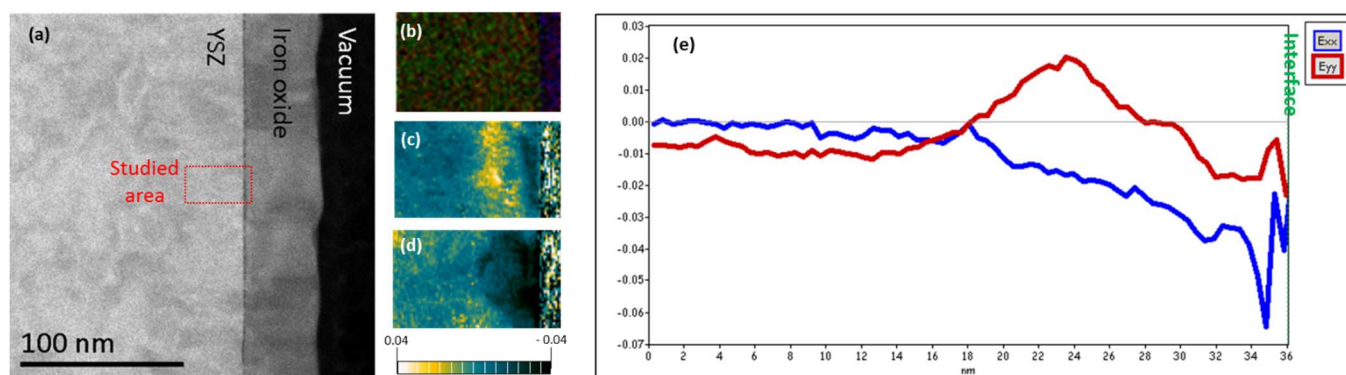 (a)
YSZ
Iron oxide
Vacuum
Studied
area
100 nm
(b)
(c)
(d)
0.04
- 0.04
(e)
0.03
0.02
0.01
0.00
-0.01
-0.02
-0.03
-0.04
-0.05
-0.06
-0.07
0 2 4 6 8 10 12 14 16 18 20 22 24 26 28 30 32 34 36
nm
Interface
Exx
Eyy